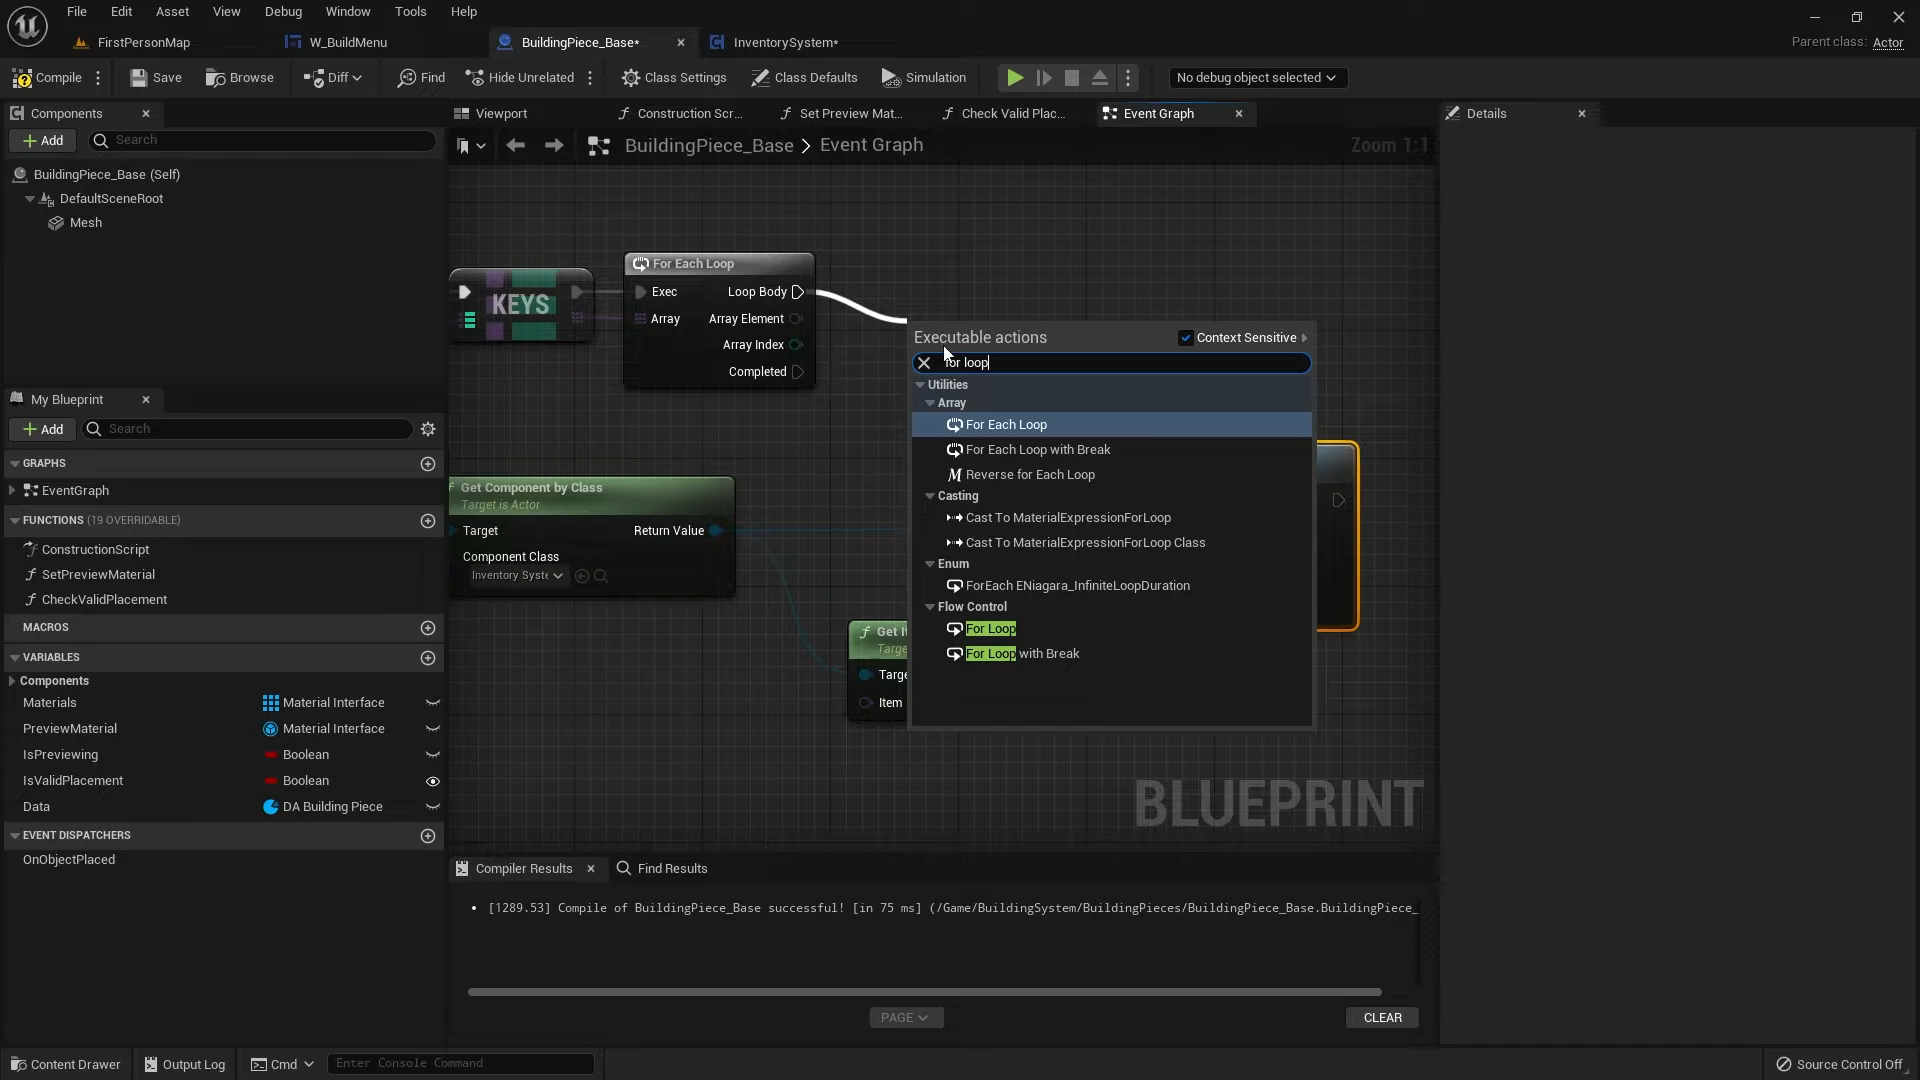 File Edit Asset View Debug Window Tools Help
FirstPersonMap
W_BuildMenu
BuildingPiece_Base*
InventorySystem*
Parent class: Actor
Compile
Save
Browse
Diff
Find
Hide Unrelated
Class Settings
Class Defaults
Simulation
No debug object selected
Components
Viewport
Construction Scr...
Set Preview Mat...
Check Valid Plac...
Event Graph
Details
Add
Search
BuildingPiece_Base > Event Graph
Zoom 1:1
BuildingPiece_Base (Self)
DefaultSceneRoot
Mesh
KEYS
For Each Loop
Exec
Loop Body
Array
Array Element
Array Index
Completed
Executable actions
Context Sensitive
for loop
Utilities
Array
For Each Loop
For Each Loop with Break
Reverse for Each Loop
Casting
Cast To MaterialExpressionForLoop
Cast To MaterialExpressionForLoop Class
Enum
ForEach ENiagara_InfiniteLoopDuration
Flow Control
For Loop
For Loop with Break
Get Component by Class
Target is Actor
Target
Return Value
Component Class
Inventory Syste
Get It
Targe
Targe
Item
BLUEPRINT
My Blueprint
Add
Search
GRAPHS
EventGraph
FUNCTIONS (19 OVERRIDABLE)
ConstructionScript
SetPreviewMaterial
CheckValidPlacement
MACROS
VARIABLES
Components
Materials
Material Interface
PreviewMaterial
Material Interface
IsPreviewing
Boolean
IsValidPlacement
Boolean
Data
DA Building Piece
EVENT DISPATCHERS
OnObjectPlaced
Compiler Results
Find Results
[1289.53] Compile of BuildingPiece_Base successful! [in 75 ms] (/Game/BuildingSystem/BuildingPieces/BuildingPiece_Base.BuildingPiece_
PAGE
CLEAR
Content Drawer
Output Log
Cmd
Enter Console Command
Source Control Off